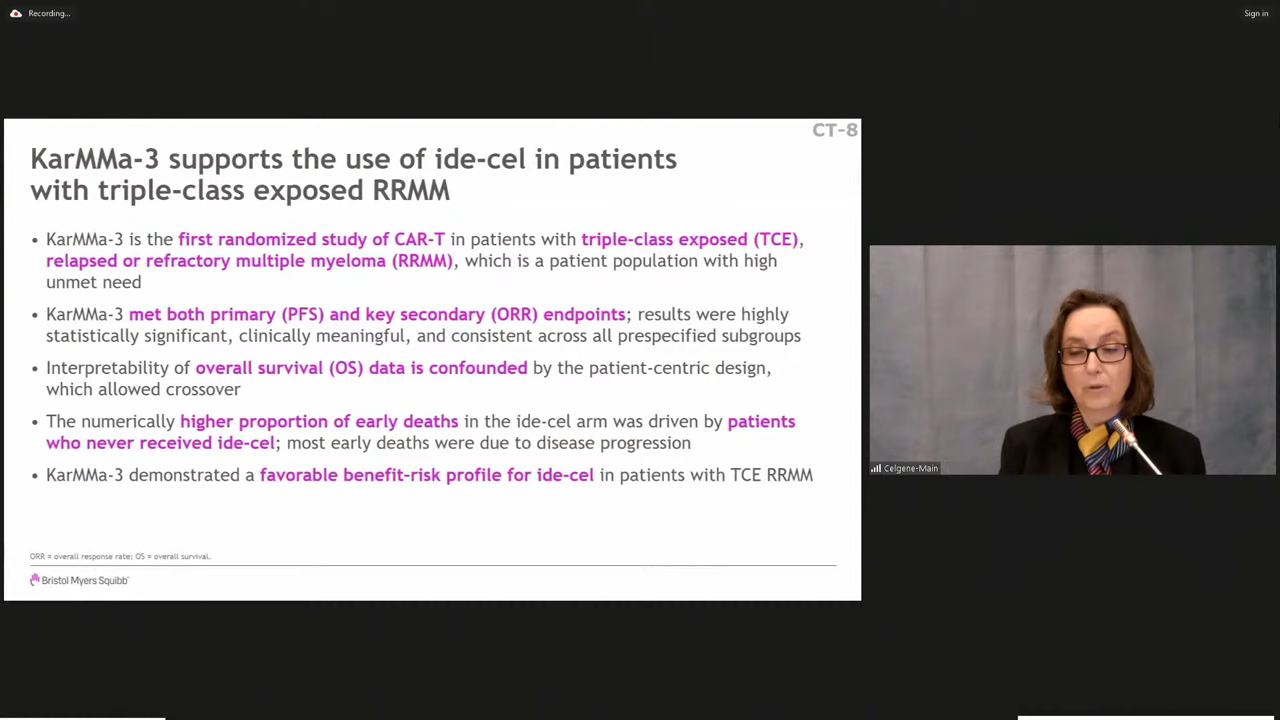 Recording...
Sign in
CT-8
KarMMa-3 supports the use of ide-cel in patients
with triple-class exposed RRMM
• KarMMa-3 is the first randomized study of CAR-T in patients with triple-class exposed (TCE),
relapsed or refractory multiple myeloma (RRMM), which is a patient population with high
unmet need
• KarMMa-3 met both primary (PFS) and key secondary (ORR) endpoints; results were highly
statistically significant, clinically meaningful, and consistent across all prespecified subgroups
• Interpretability of overall survival (OS) data is confounded by the patient-centric design,
which allowed crossover
• The numerically higher proportion of early deaths in the ide-cel arm was driven by patients
who never received ide-cel; most early deaths were due to disease progression
• KarMMa-3 demonstrated a favorable benefit-risk profile for ide-cel in patients with TCE RRMM
ORR = overall response rate; OS = overall survival.
Bristol Myers Squibb
Celgene-Main